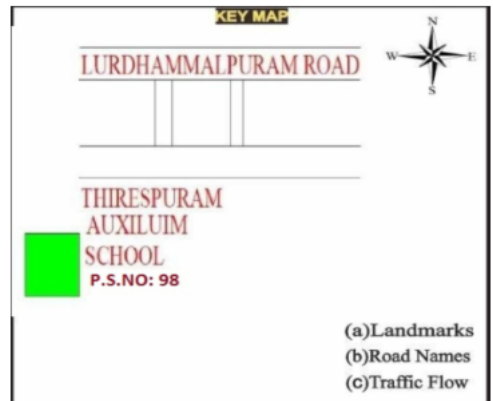 KEY MAP
N
W E
S
LURDHAMMALPURAM ROAD
THIRESPURAM
AUXILUIM
SCHOOL
P.S.NO: 98
(a)Landmarks
(b)Road Names
(c)Traffic Flow